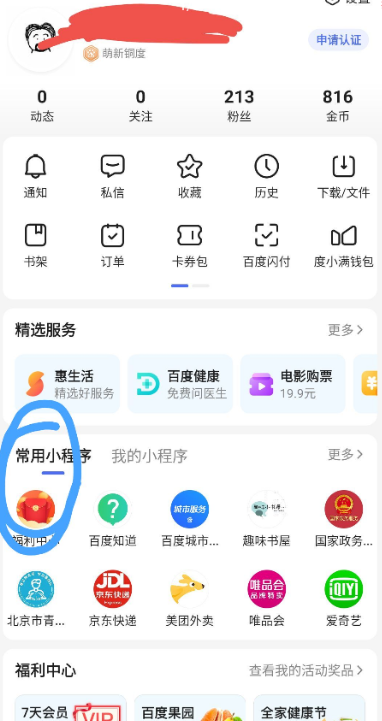 设置
萌新铜度
申请认证
0 0 213 816
动态 关注 粉丝 金币
通知 私信 收藏 历史 下载/文件
书架 订单 卡券包 百度闪付 度小满钱包
精选服务 更多
惠生活 百度健康 电影购票
精选好服务 免费问医生 19.9元
常用小程序 我的小程序 更多
城市服务
福利中心 百度知道 百度城市... 趣味书屋 国家政务...
JDL 唯品会
京东快递 品牌特卖 iQIYI
北京市青... 京东快递 美团外卖 唯品会 爱奇艺
福利中心 查看我的活动奖品
7天会员 VIP 百度果园 全家健康节